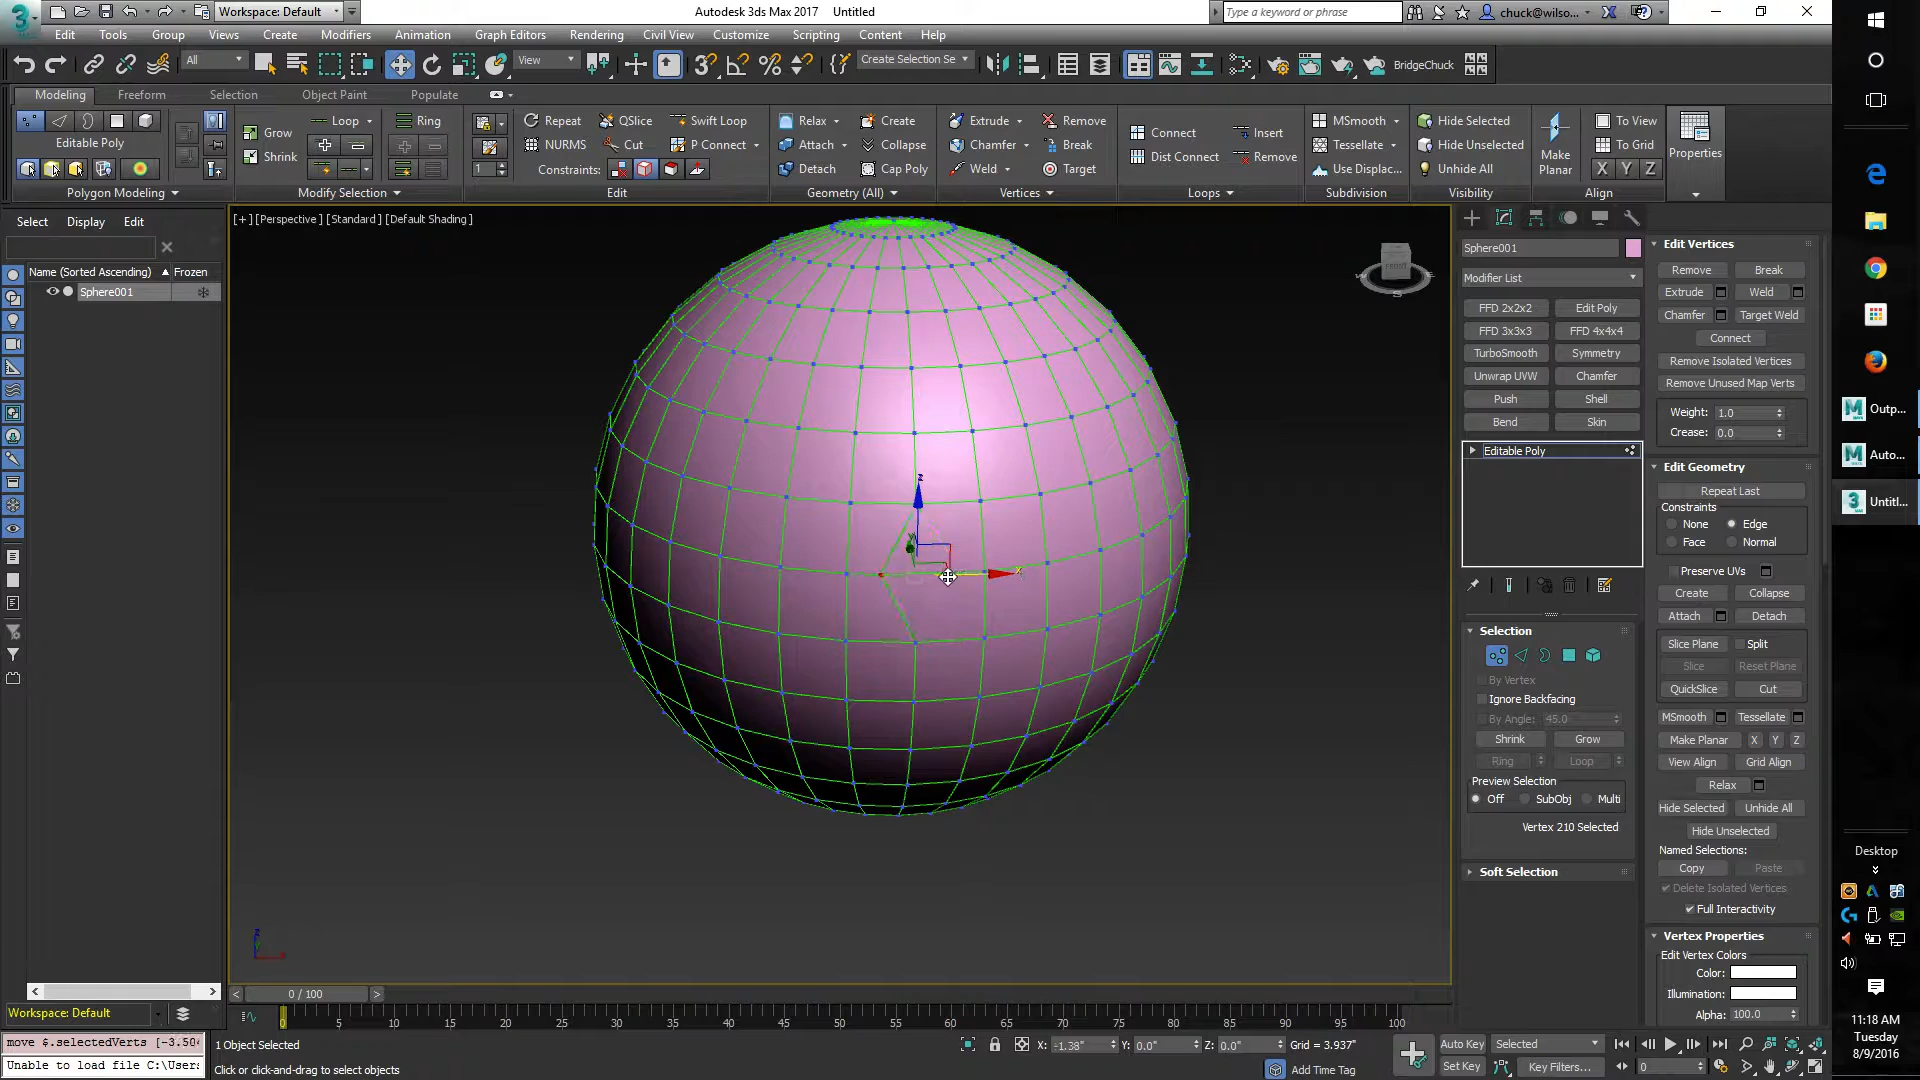 Workspace: Default
Autodesk 3ds Max 2017 Untitled
Type a keyword or phrase
chuck@wilso...
Edit Tools Group Views Create Modifiers Animation Graph Editors Rendering Civil View Customize Scripting Content Help
All
View
Create Selection Se
BridgeChuck
Modeling Freeform Selection Object Paint Populate
Editable Poly
Polygon Modeling
Grow
Shrink
Loop
Ring
Modify Selection
Repeat QSlice Swift Loop
NURMS Cut P Connect
1 Constraints:
Edit
Relax Create
Attach Collapse
Detach Cap Poly
Geometry (All)
Extrude Remove
Chamfer Break
Weld Target
Vertices
Connect Insert
Dist Connect Remove
Loops
MSmooth
Tessellate
Use Displac...
Subdivision
Hide Selected
Hide Unselected
Unhide All
Visibility
Make Planar
To View
To Grid
X Y Z
Align
Properties
Select Display Edit
Name (Sorted Ascending) Frozen
Sphere001
[+] [Perspective] [Standard] [Default Shading]
FRONT
W
E
S
z
x
Sphere001
Modifier List
FFD 2x2x2 Edit Poly
FFD 3x3x3 FFD 4x4x4
TurboSmooth Symmetry
Unwrap UVW Chamfer
Push Shell
Bend Skin
Editable Poly
Selection
By Vertex
Ignore Backfacing
By Angle: 45.0
Shrink Grow
Ring Loop
Preview Selection
Off SubObj Multi
Vertex 210 Selected
Soft Selection
Edit Vertices
Remove Break
Extrude Weld
Chamfer Target Weld
Connect
Remove Isolated Vertices
Remove Unused Map Verts
Weight: 1.0
Crease: 0.0
Edit Geometry
Repeat Last
Constraints
None Edge
Face Normal
Preserve UVs
Create Collapse
Attach Detach
Slice Plane Split
Slice Reset Plane
QuickSlice Cut
MSmooth Tessellate
Make Planar X Y Z
View Align Grid Align
Relax
Hide Selected Unhide All
Hide Unselected
Named Selections:
Copy Paste
Delete Isolated Vertices
Full Interactivity
Vertex Properties
Edit Vertex Colors
Color:
Illumination:
Alpha: 100.0
Outp...
Auto...
Untitl...
Desktop
11:18 AM
Tuesday
8/9/2016
0 / 100
Workspace: Default
0 5 10 15 20 25 30 35 40 45 50 55 60 65 70 75 80 85 90 95 100
move $.selectedVerts [-3.50
Unable to load file C:\Users
1 Object Selected
Click or click-and-drag to select objects
X: -1.38" Y: 0.0" Z: 0.0" Grid = 3.937"
Add Time Tag
Auto Key Selected
Set Key Key Filters...
0